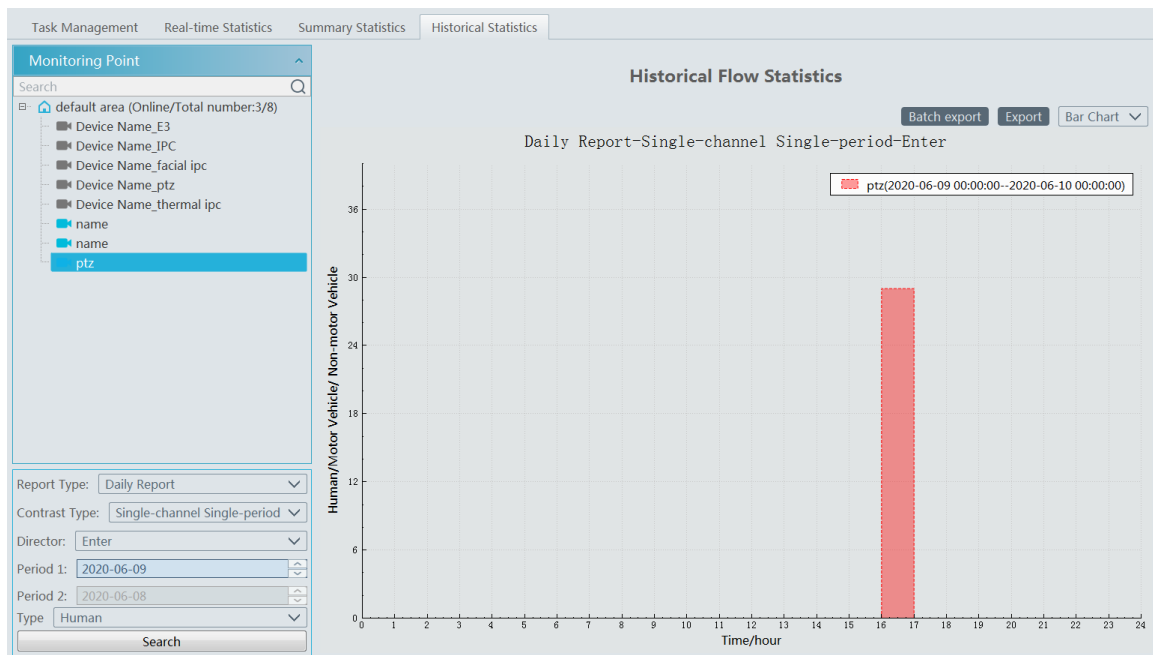 Task Management Real-time Statistics Summary Statistics Historical Statistics
Monitoring Point
Search
default area (Online/Total number:3/8)
Device Name_E3
Device Name_IPC
Device Name_facial ipc
Device Name_ptz
Device Name_thermal ipc
name
name
ptz
Report Type: Daily Report
Contrast Type: Single-channel Single-period
Director: Enter
Period 1: 2020-06-09
Period 2: 2020-06-08
Type Human
Search
Historical Flow Statistics
Batch export Export Bar Chart
Daily Report-Single-channel Single-period-Enter
ptz(2020-06-09 00:00:00--2020-06-10 00:00:00)
Human/Motor Vehicle/ Non-motor Vehicle
36
30
24
18
12
6
0
0 1 2 3 4 5 6 7 8 9 10 11 12 13 14 15 16 17 18 19 20 21 22 23 24
Time/hour